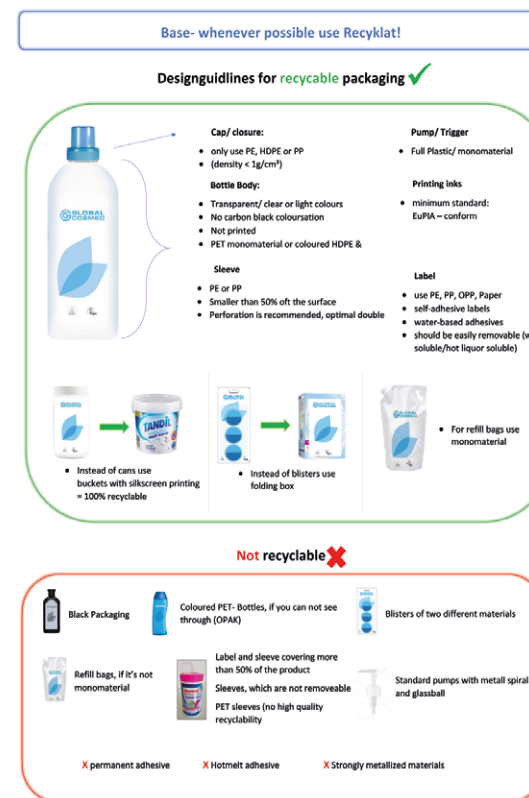 Base- whenever possible use Recyklat!
Designguidlines for recycable packaging
Cap/ closure:
only use PE, HDPE or PP
(density < 1g/cm³)
Bottle Body:
Transparent/ clear or light colours
No carbon black colouration
Not printed
PET monomaterial or coloured HDPE &
Sleeve
PE or PP
Smaller than 50% oft the surface
Perforation is recommended, optimal double
Pump/ Trigger
Full Plastic/ monomaterial
Printing inks
minimum standard:
EuPIA – conform
Label
use PE, PP, OPP, Paper
self-adhesive labels
water-based adhesives
should be easily removable (w
soluble/hot liquor soluble)
GLOBAL
COSMED
TANDIL
Instead of cans use
buckets with silkscreen printing
= 100% recyclable
Instead of blisters use
folding box
For refill bags use
monomaterial
Not recyclable
Black Packaging
Coloured PET- Bottles, if you can not see
through (OPAK)
Blisters of two different materials
Refill bags, if it's not
monomaterial
Label and sleeve covering more
than 50% of the product
Sleeves, which are not removeable
PET sleeves (no high quality
recyclability
Standard pumps with metall spiral
and glassball
X permanent adhesive
X Hotmelt adhesive
X Strongly metallized materials